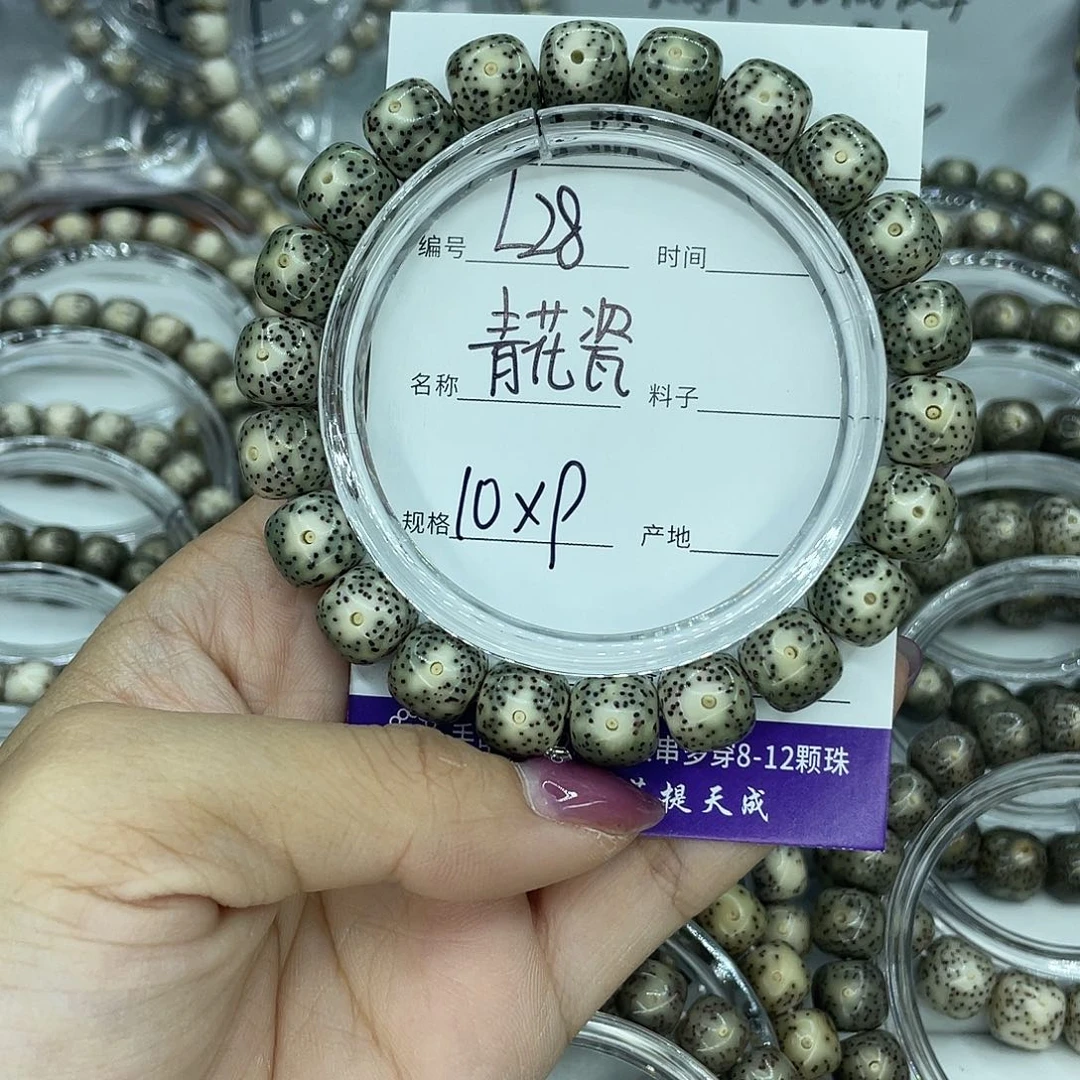 编号 L28 时间
名称 青花瓷 料子
规格 10x9 产地
串多穿8-12颗珠
提天成